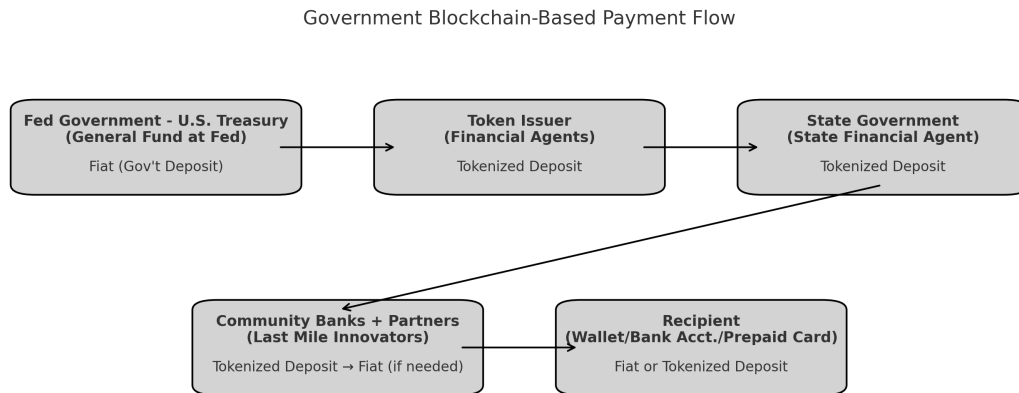 Government Blockchain-Based Payment Flow
Fed Government - U.S. Treasury
(General Fund at Fed)
Fiat (Gov't Deposit)
Token Issuer
(Financial Agents)
Tokenized Deposit
State Government
(State Financial Agent)
Tokenized Deposit
Community Banks + Partners
(Last Mile Innovators)
Tokenized Deposit → Fiat (if needed)
Recipient
(Wallet/Bank Acct./Prepaid Card)
Fiat or Tokenized Deposit